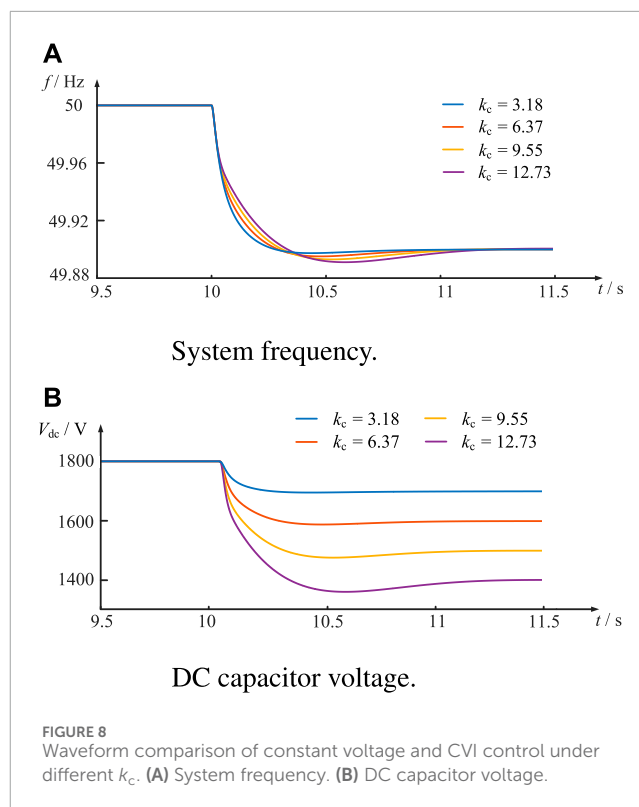 A
f / Hz
50
49.96
49.92
49.88
kc = 3.18
kc = 6.37
kc = 9.55
kc = 12.73
9.5 10 10.5 11 11.5
t / s
System frequency.
B
Vdc / V
kc = 3.18 kc = 9.55
kc = 6.37 kc = 12.73
1800
1600
1400
9.5 10 10.5 11 11.5
t / s
DC capacitor voltage.
FIGURE 8
Waveform comparison of constant voltage and CVI control under
different kc. (A) System frequency. (B) DC capacitor voltage.